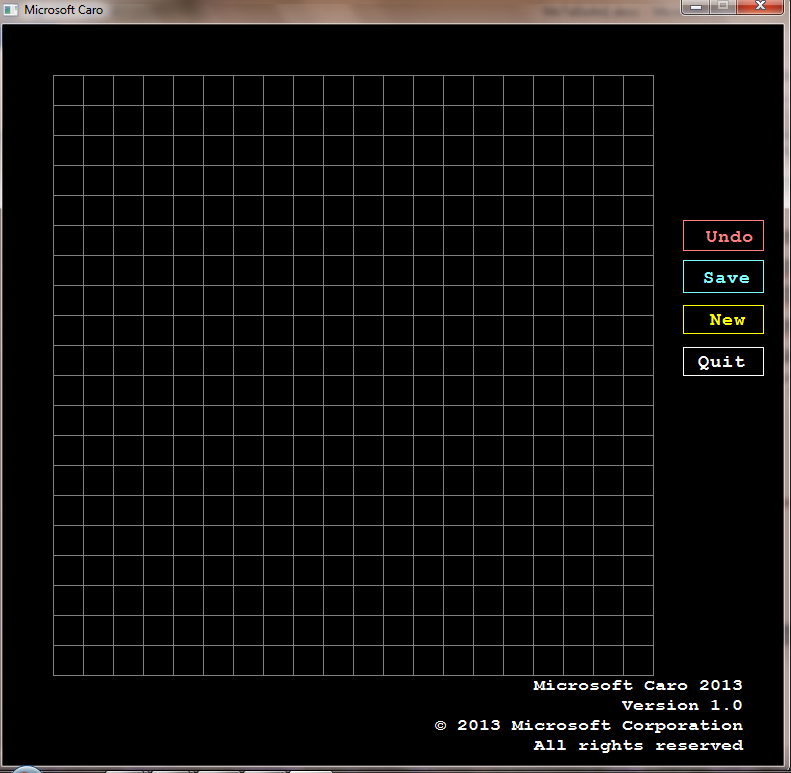 Microsoft Caro
Undo
Save
New
Quit
Microsoft Caro 2013
Version 1.0
© 2013 Microsoft Corporation
All rights reserved